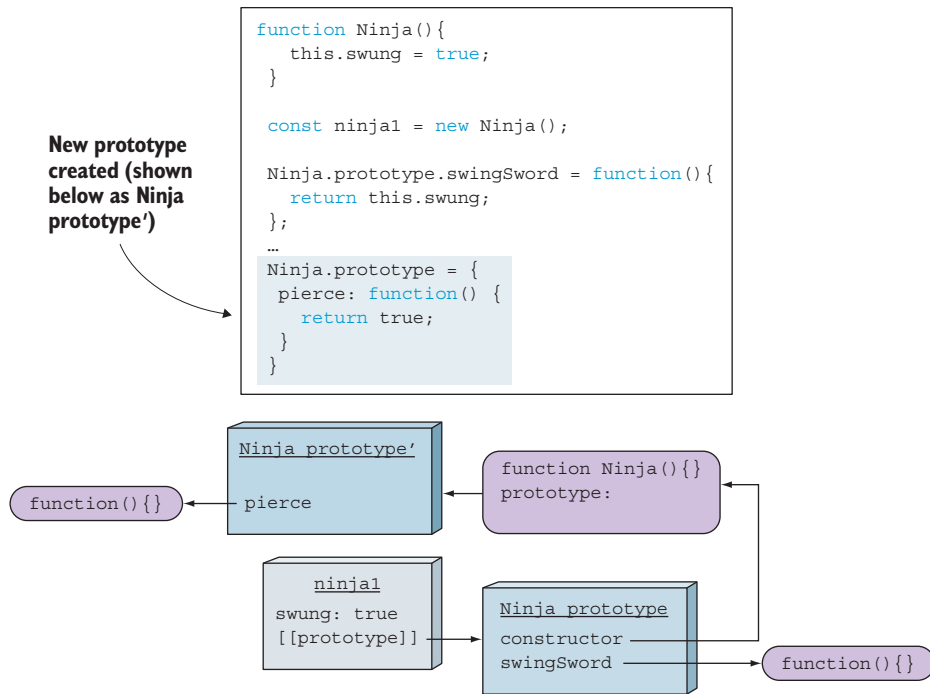 function Ninja(){
this.swung = true;
}
const ninja1 = new Ninja();
Ninja.prototype.swingSword = function(){
return this.swung;
};
…
Ninja.prototype = {
pierce: function() {
return true;
}
}
New prototype
created (shown
below as Ninja
prototype′)
Ninja prototype′
pierce
function(){}
function Ninja(){}
prototype:
ninja1
swung: true
[[prototype]]
Ninja prototype
constructor
swingSword
function(){}